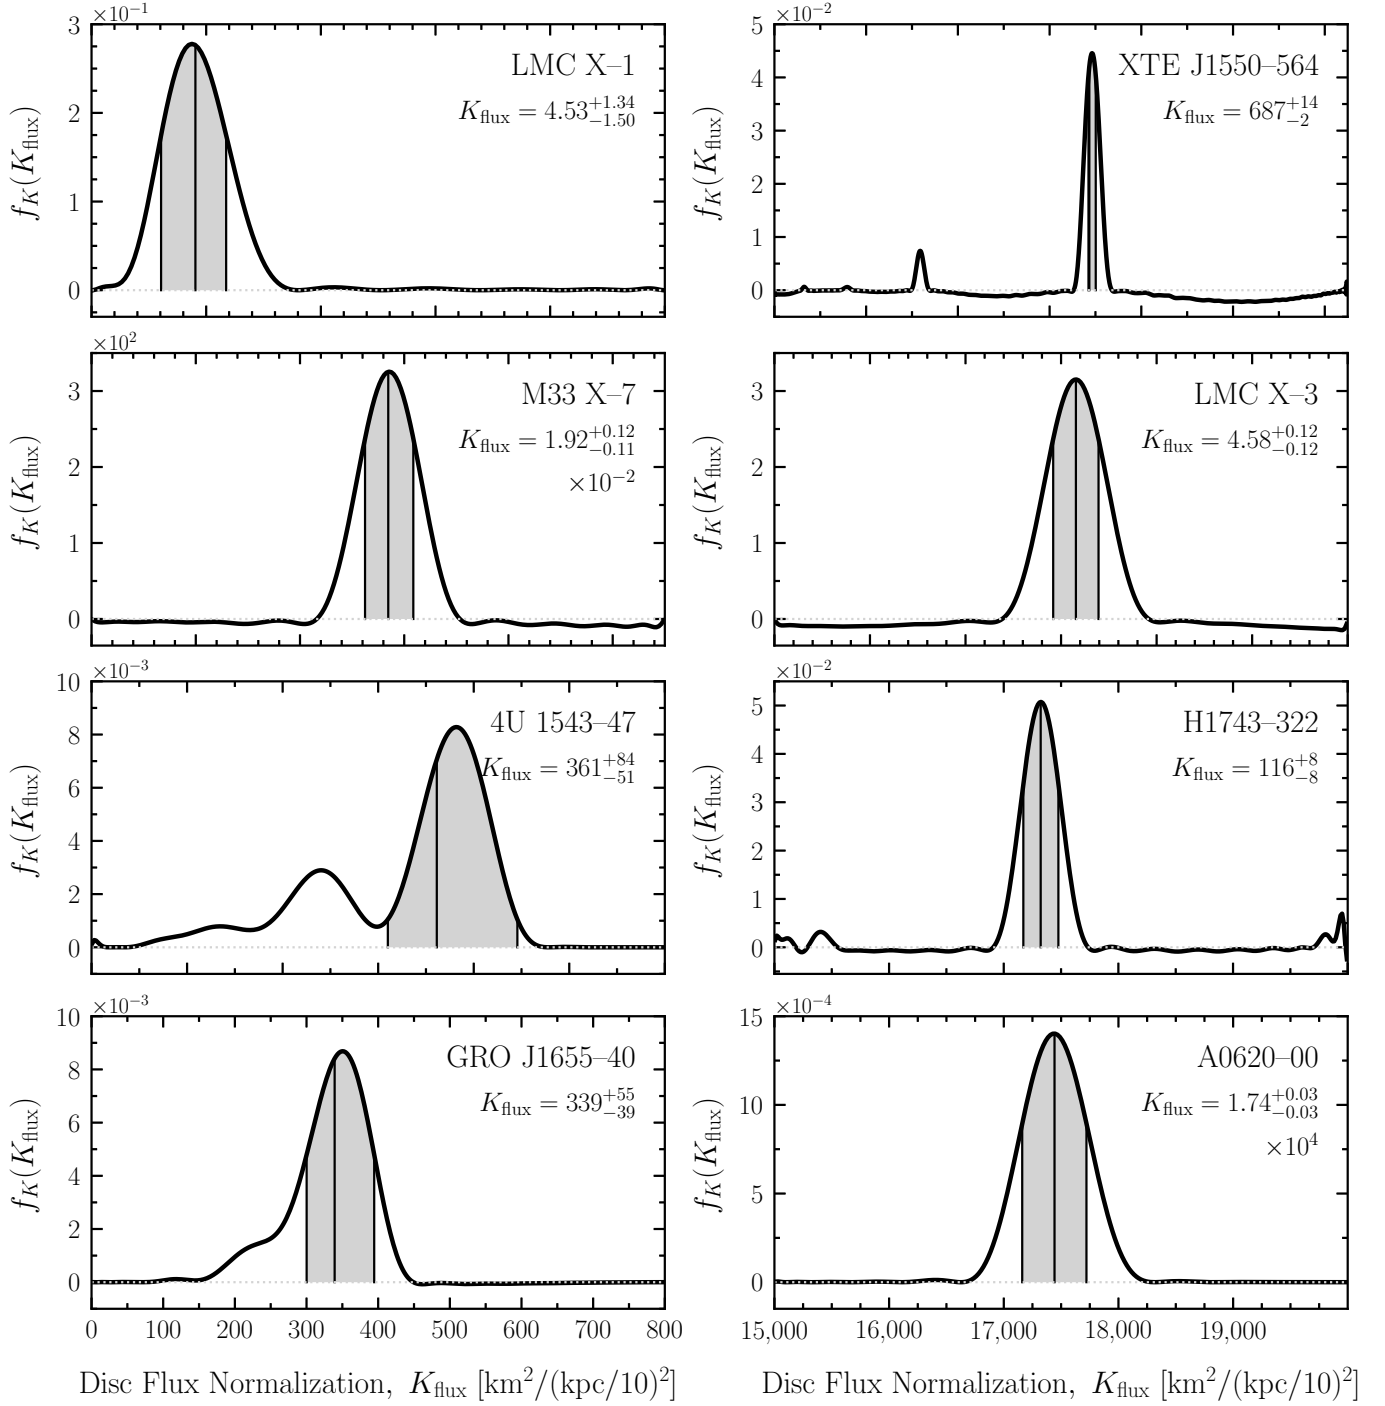 ×10⁻¹
3
2
1
0
f_K(K_flux)
LMC X–1
K_flux = 4.53^{+1.34}_{−1.50}
×10⁻²
5
4
3
2
1
0
f_K(K_flux)
XTE J1550–564
K_flux = 687^{+14}_{−2}
×10²
3
2
1
0
f_K(K_flux)
M33 X–7
K_flux = 1.92^{+0.12}_{−0.11}
×10⁻²
3
2
1
0
f_K(K_flux)
LMC X–3
K_flux = 4.58^{+0.12}_{−0.12}
×10⁻³
10
8
6
4
2
0
f_K(K_flux)
4U 1543–47
K_flux = 361^{+84}_{−51}
×10⁻²
5
4
3
2
1
0
f_K(K_flux)
H1743–322
K_flux = 116^{+8}_{−8}
×10⁻³
10
8
6
4
2
0
f_K(K_flux)
GRO J1655–40
K_flux = 339^{+55}_{−39}
0 100 200 300 400 500 600 700 800
Disc Flux Normalization, K_flux [km²/(kpc/10)²]
×10⁻⁴
15
10
5
0
f_K(K_flux)
A0620–00
K_flux = 1.74^{+0.03}_{−0.03}
×10⁴
15,000 16,000 17,000 18,000 19,000
Disc Flux Normalization, K_flux [km²/(kpc/10)²]